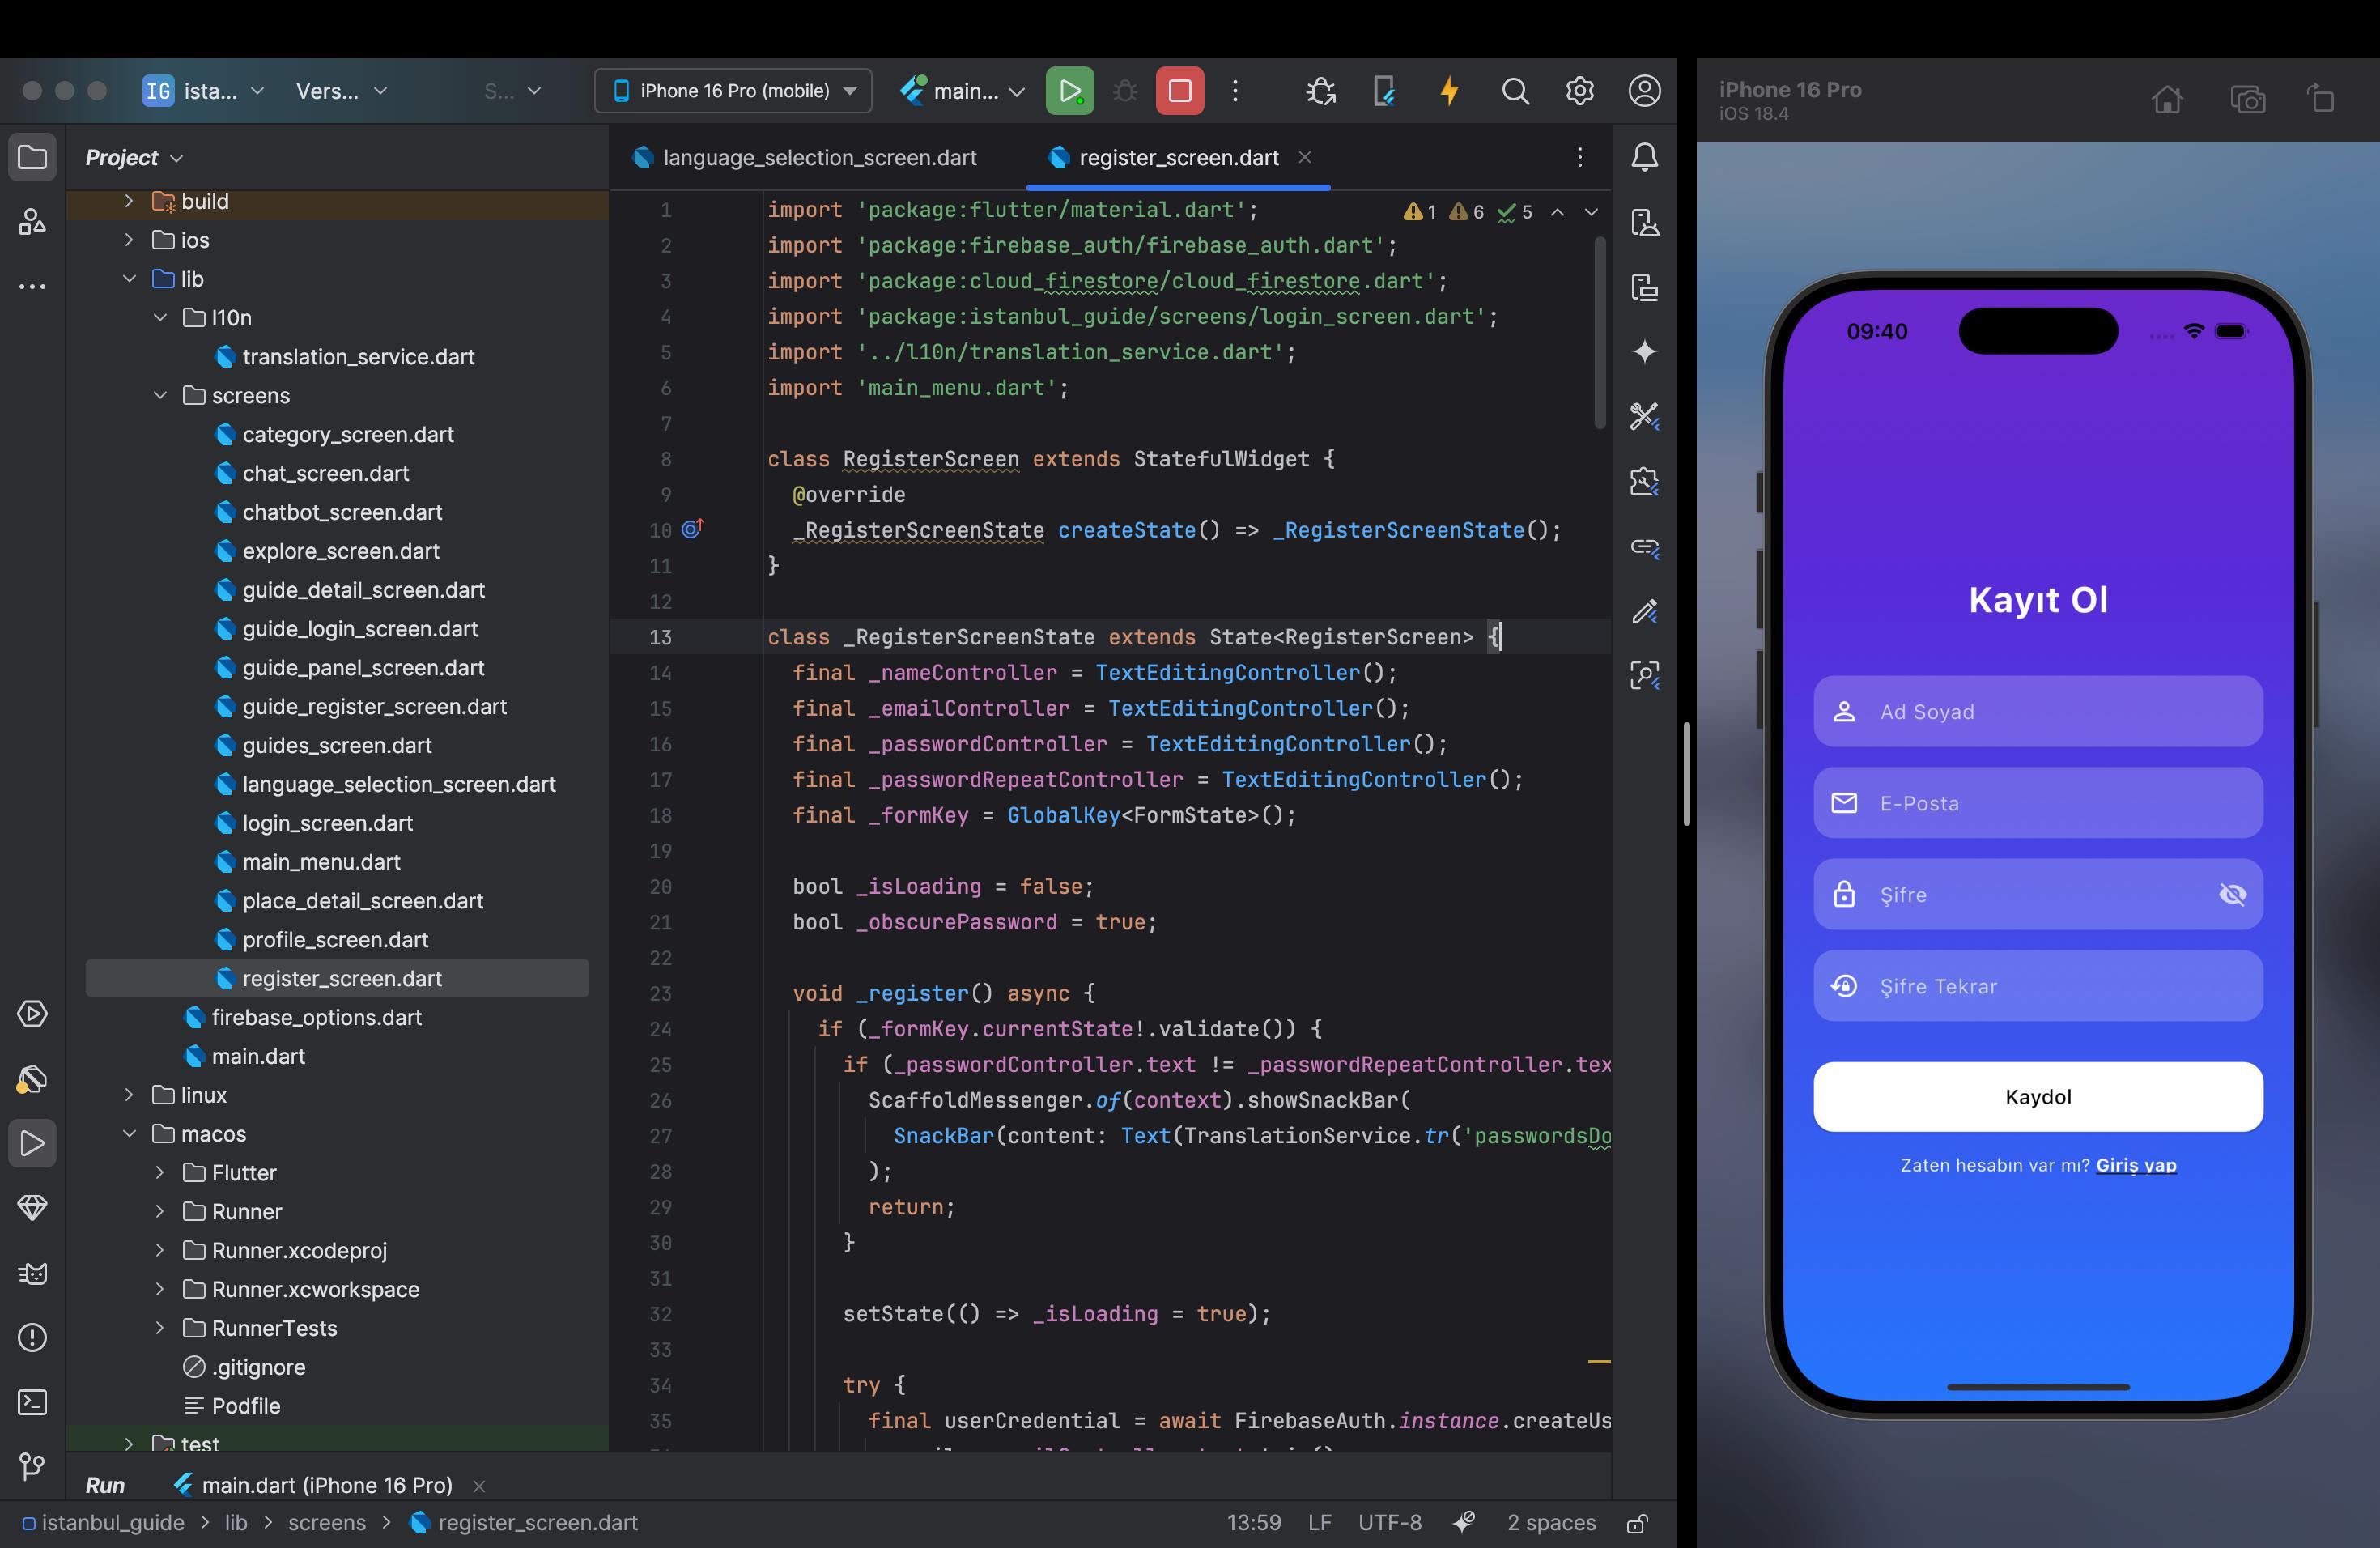 IG ista... Vers... S... iPhone 16 Pro (mobile) main...
Project
build
ios
lib
l10n
translation_service.dart
screens
category_screen.dart
chat_screen.dart
chatbot_screen.dart
explore_screen.dart
guide_detail_screen.dart
guide_login_screen.dart
guide_panel_screen.dart
guide_register_screen.dart
guides_screen.dart
language_selection_screen.dart
login_screen.dart
main_menu.dart
place_detail_screen.dart
profile_screen.dart
register_screen.dart
firebase_options.dart
main.dart
linux
macos
Flutter
Runner
Runner.xcodeproj
Runner.xcworkspace
RunnerTests
.gitignore
Podfile
test
language_selection_screen.dart register_screen.dart
1 6 5
1 import 'package:flutter/material.dart';
2 import 'package:firebase_auth/firebase_auth.dart';
3 import 'package:cloud_firestore/cloud_firestore.dart';
4 import 'package:istanbul_guide/screens/login_screen.dart';
5 import '../l10n/translation_service.dart';
6 import 'main_menu.dart';
7
8 class RegisterScreen extends StatefulWidget {
9 @override
10 _RegisterScreenState createState() => _RegisterScreenState();
11 }
12
13 class _RegisterScreenState extends State<RegisterScreen> {
14 final _nameController = TextEditingController();
15 final _emailController = TextEditingController();
16 final _passwordController = TextEditingController();
17 final _passwordRepeatController = TextEditingController();
18 final _formKey = GlobalKey<FormState>();
19
20 bool _isLoading = false;
21 bool _obscurePassword = true;
22
23 void _register() async {
24 if (_formKey.currentState!.validate()) {
25 if (_passwordController.text != _passwordRepeatController.tex
26 ScaffoldMessenger.of(context).showSnackBar(
27 SnackBar(content: Text(TranslationService.tr('passwordsDo
28 );
29 return;
30 }
31
32 setState(() => _isLoading = true);
33
34 try {
35 final userCredential = await FirebaseAuth.instance.createUs
Run main.dart (iPhone 16 Pro)
istanbul_guide > lib > screens > register_screen.dart 13:59 LF UTF-8 2 spaces
iPhone 16 Pro
iOS 18.4
09:40
Kayıt Ol
Ad Soyad
E-Posta
Şifre
Şifre Tekrar
Kaydol
Zaten hesabın var mı? Giriş yap